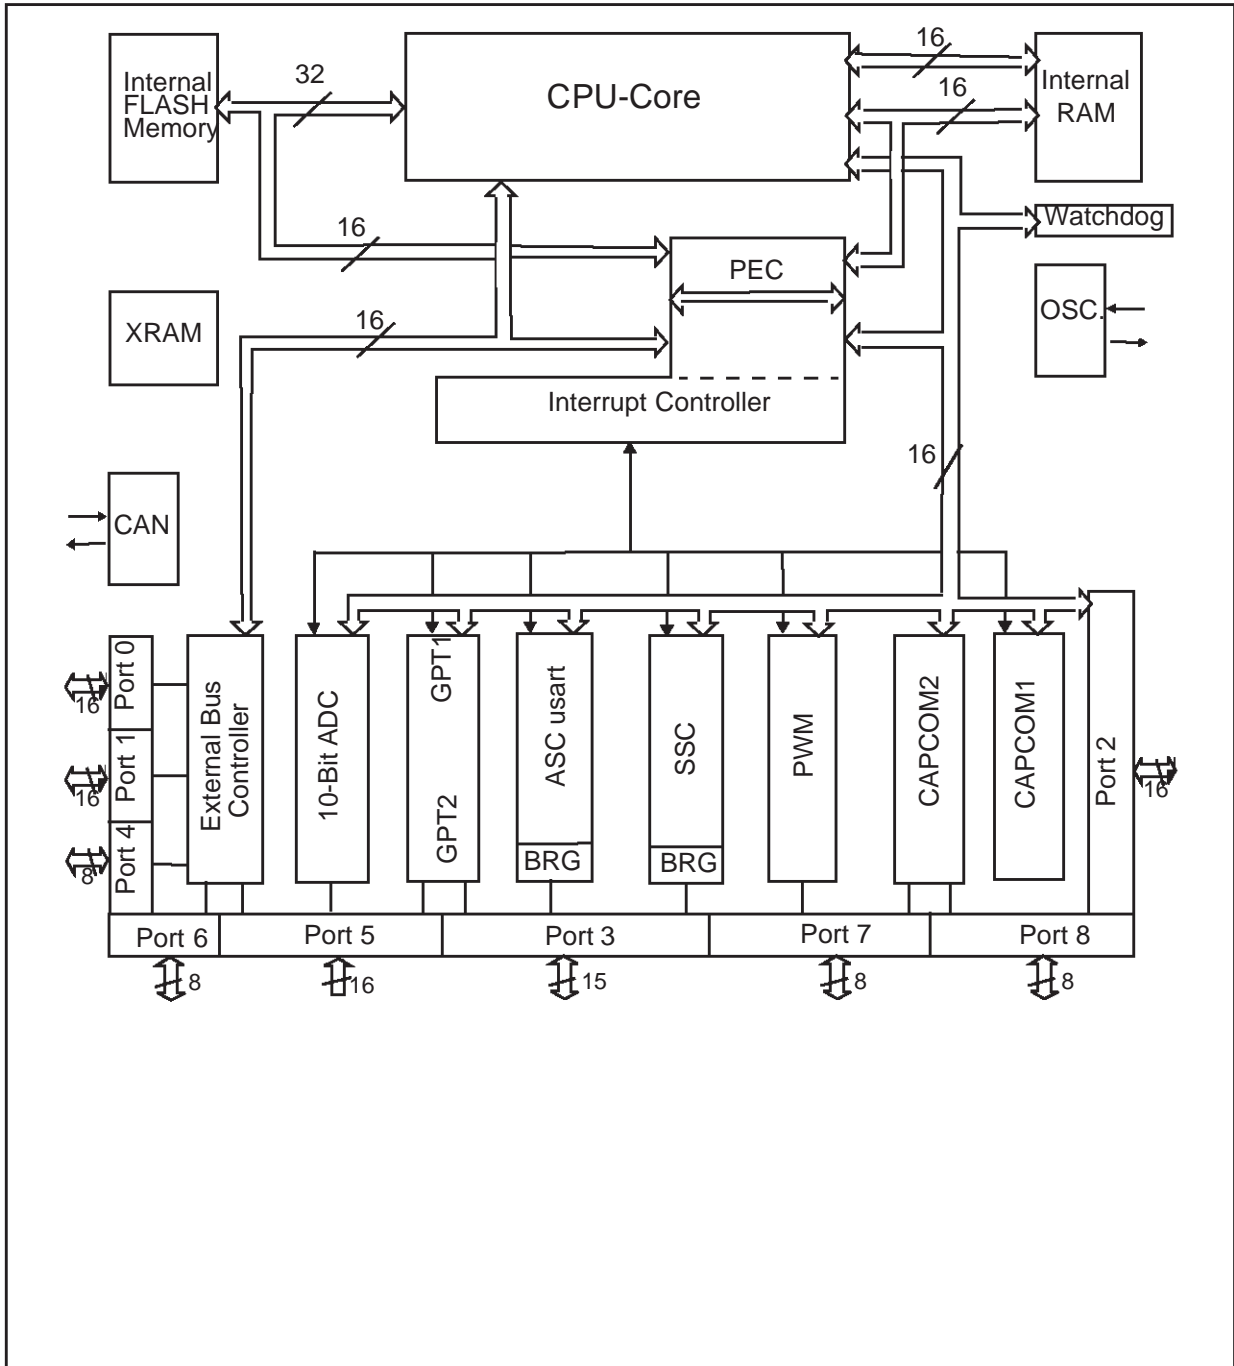 Internal
FLASH
Memory
32
CPU-Core
16
16
Internal
RAM
Watchdog
16
PEC
XRAM
16
OSC.
Interrupt Controller
16
CAN
Port 0
16
Port 1
16
Port 4
8
External Bus
Controller
10-Bit ADC
GPT1
GPT2
ASC usart
BRG
SSC
BRG
PWM
CAPCOM2
CAPCOM1
Port 2
16
Port 6
Port 5
Port 3
Port 7
Port 8
8
16
15
8
8